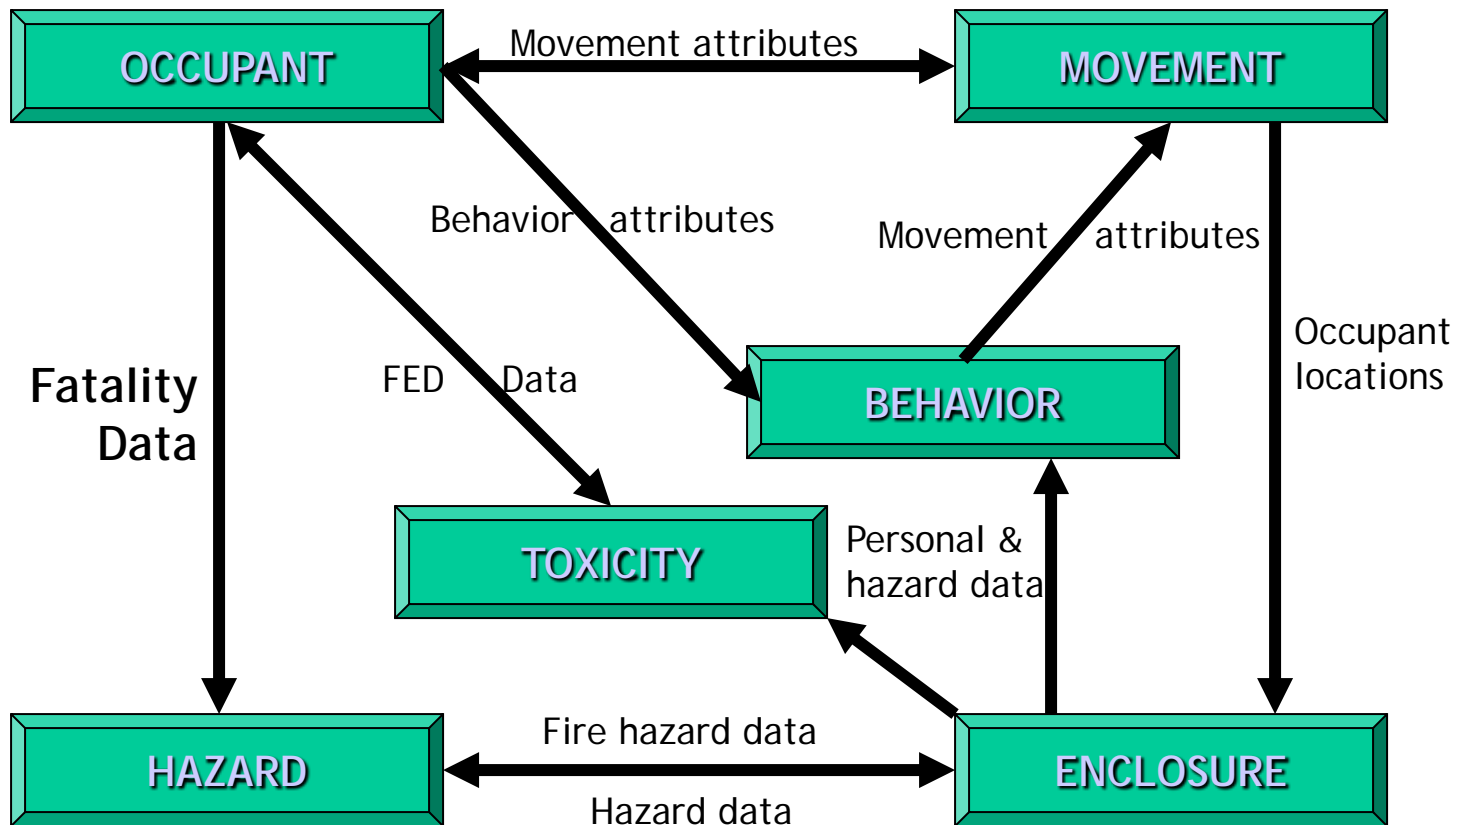 OCCUPANT
Movement attributes
MOVEMENT
Behavior attributes
Movement attributes
Occupant
locations
Fatality
Data
FED Data
BEHAVIOR
TOXICITY
Personal &
hazard data
HAZARD
Fire hazard data
Hazard data
ENCLOSURE